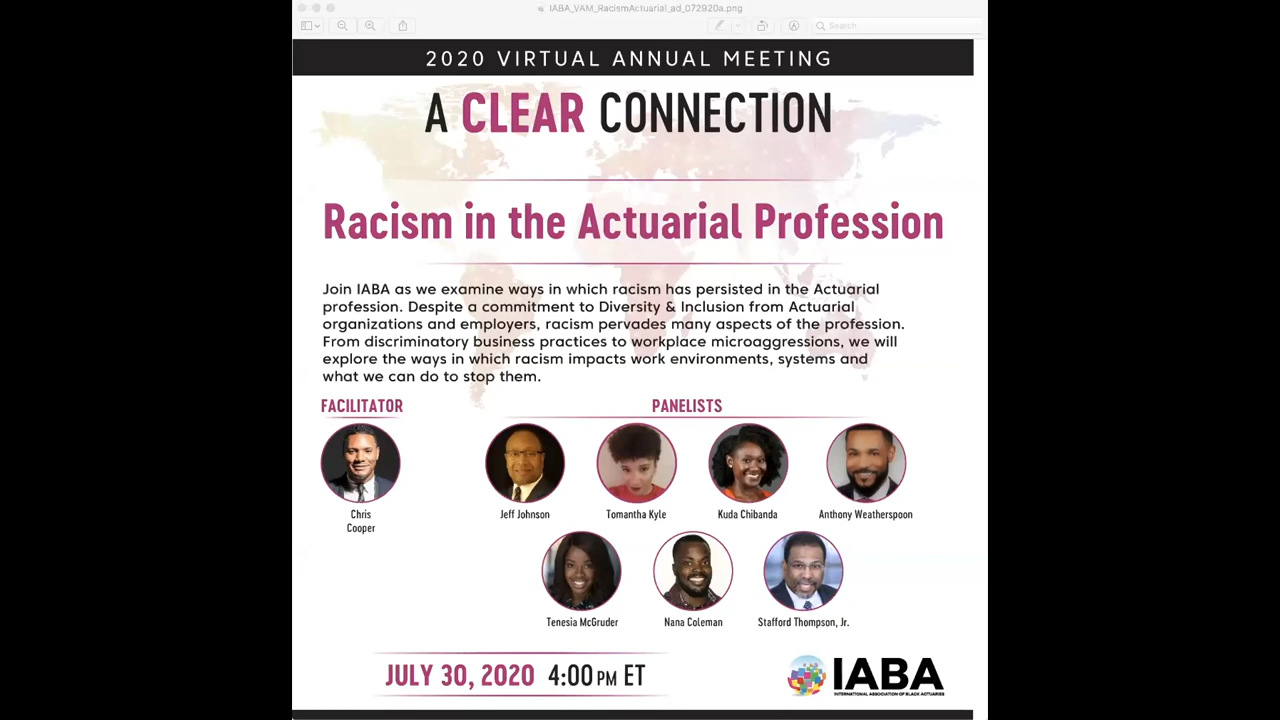 IABA_VAM_RacismActuarial_ad_072920a.png
Search
2020 VIRTUAL ANNUAL MEETING
A CLEAR CONNECTION
Racism in the Actuarial Profession
Join IABA as we examine ways in which racism has persisted in the Actuarial
profession. Despite a commitment to Diversity & Inclusion from Actuarial
organizations and employers, racism pervades many aspects of the profession.
From discriminatory business practices to workplace microaggressions, we will
explore the ways in which racism impacts work environments, systems and
what we can do to stop them.
FACILITATOR
PANELISTS
Chris
Cooper
Jeff Johnson
Tomantha Kyle
Kuda Chibanda
Anthony Weatherspoon
Tenesia McGruder
Nana Coleman
Stafford Thompson, Jr.
JULY 30, 2020 4:00 PM ET
IABA
INTERNATIONAL ASSOCIATION OF BLACK ACTUARIES